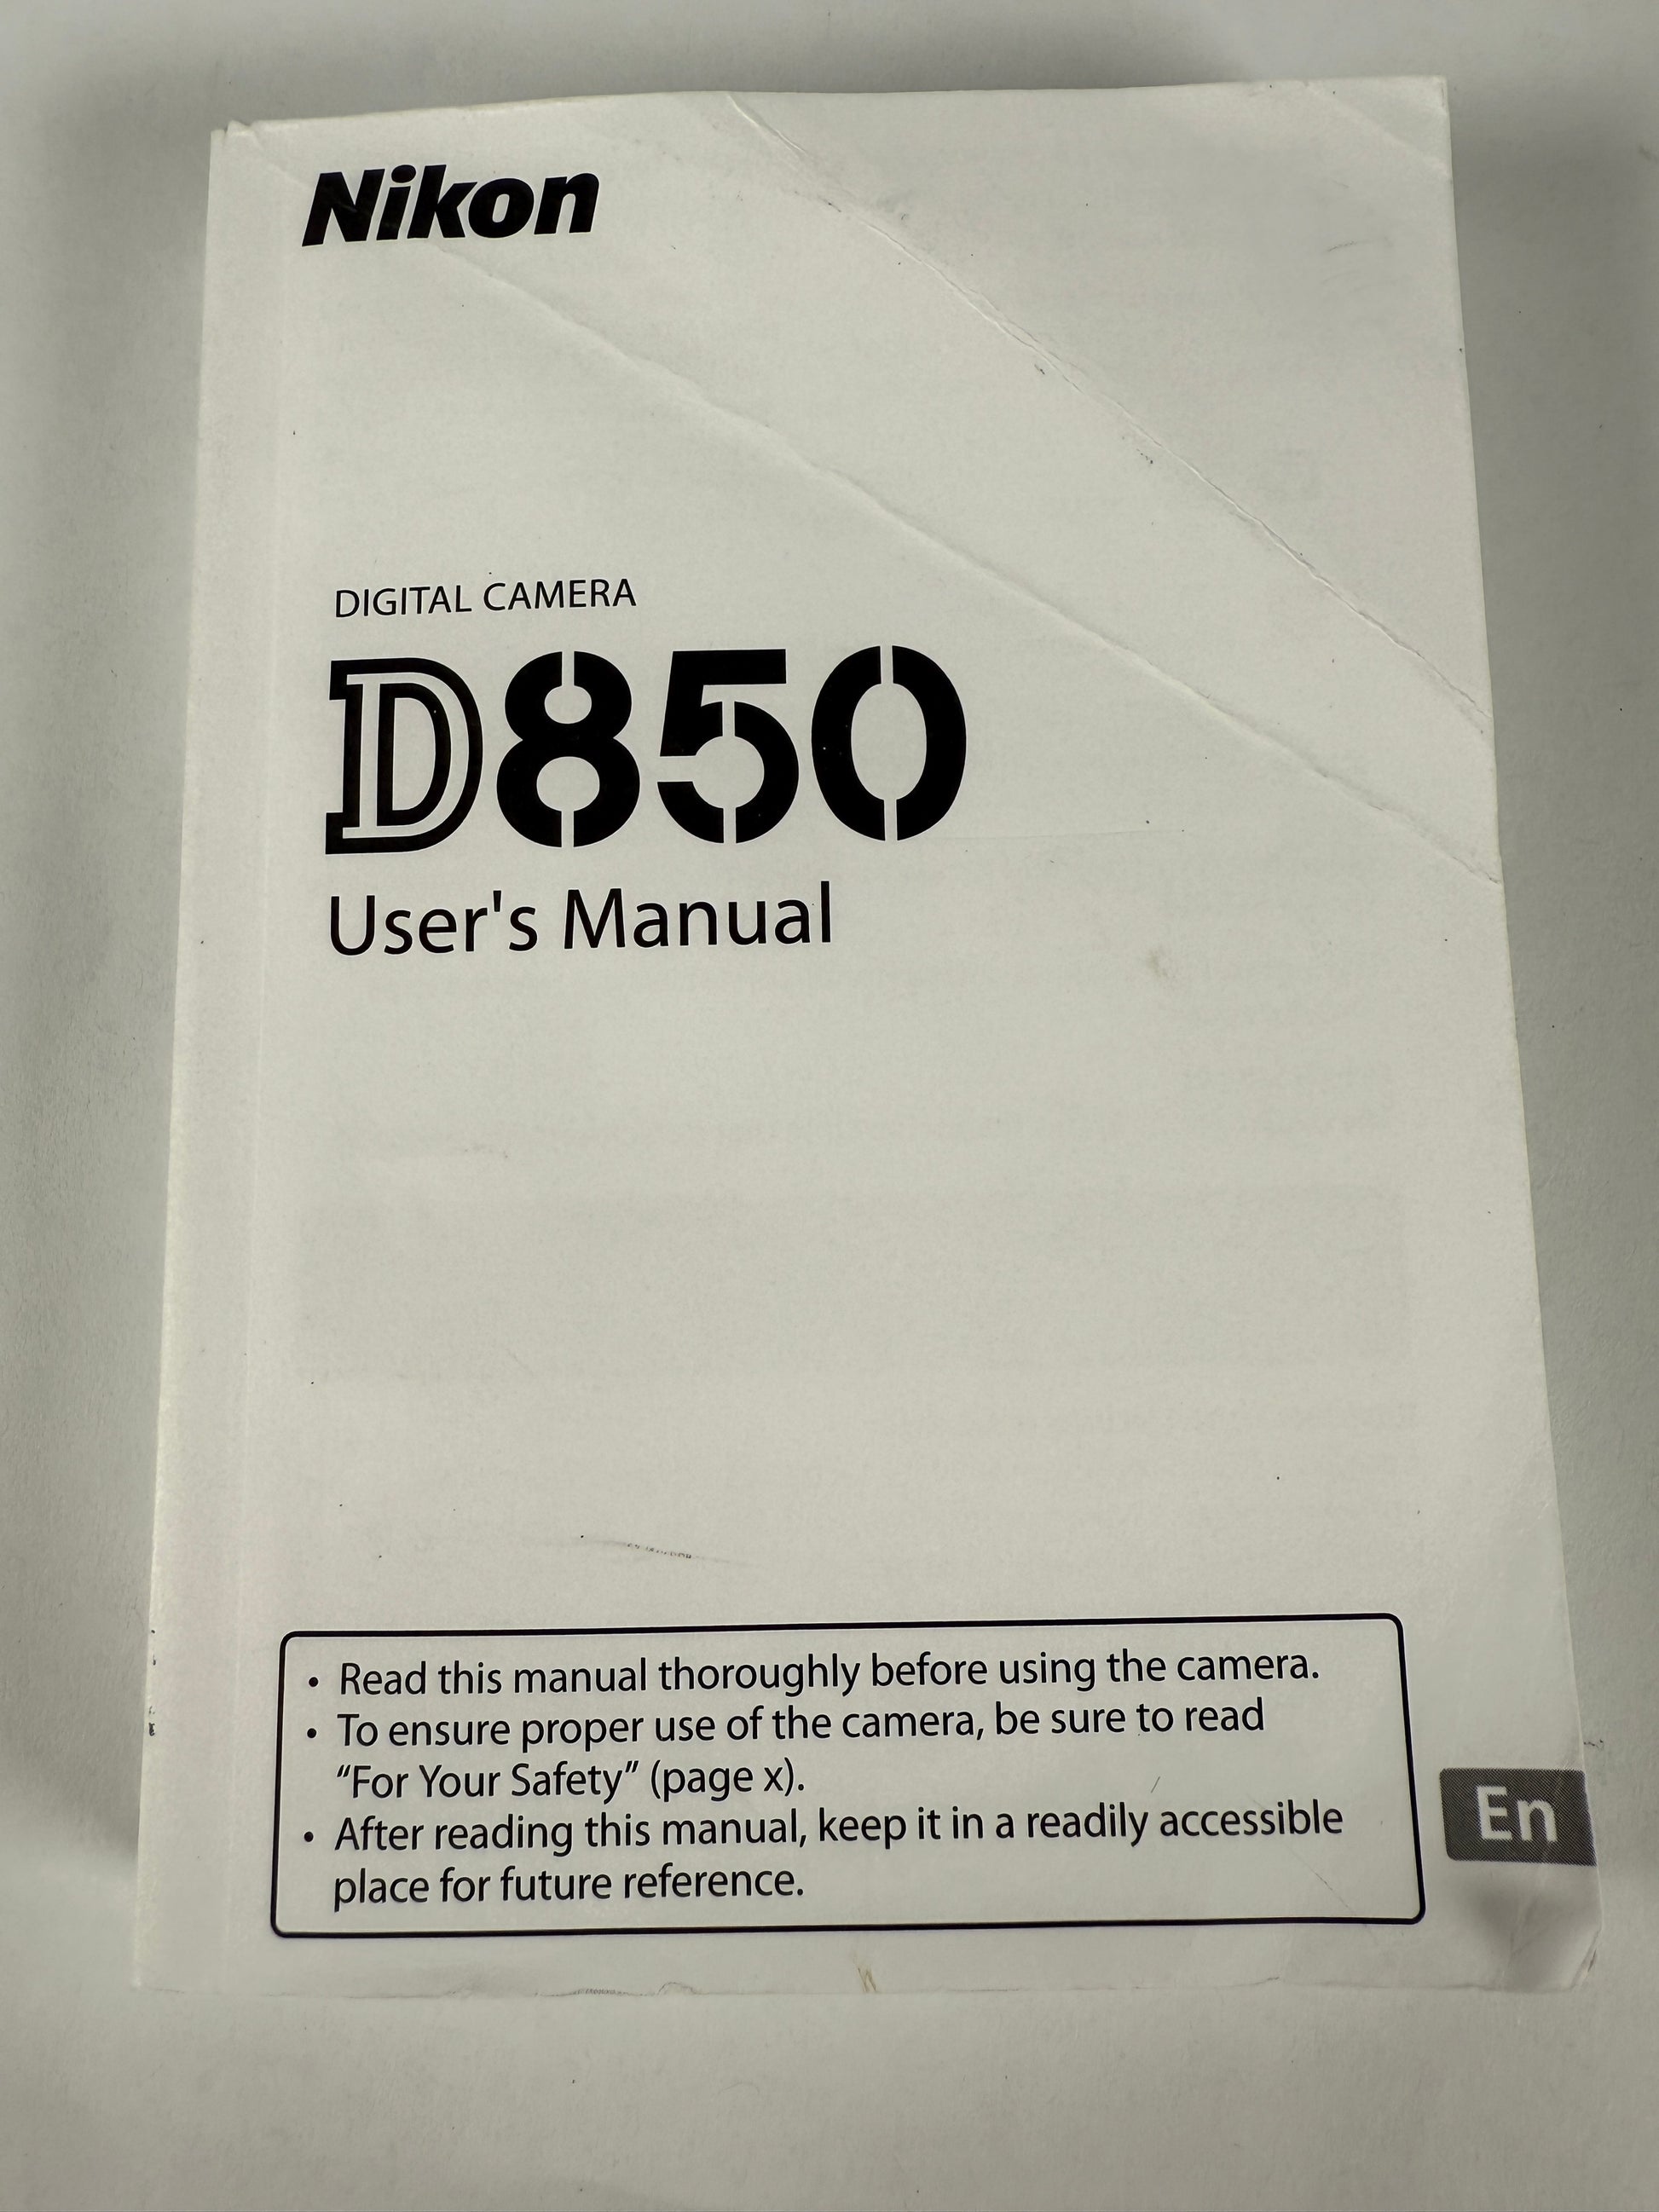 Nikon
DIGITAL CAMERA
D850
User's Manual
• Read this manual thoroughly before using the camera.
• To ensure proper use of the camera, be sure to read
“For Your Safety” (page x).
• After reading this manual, keep it in a readily accessible
place for future reference.
En